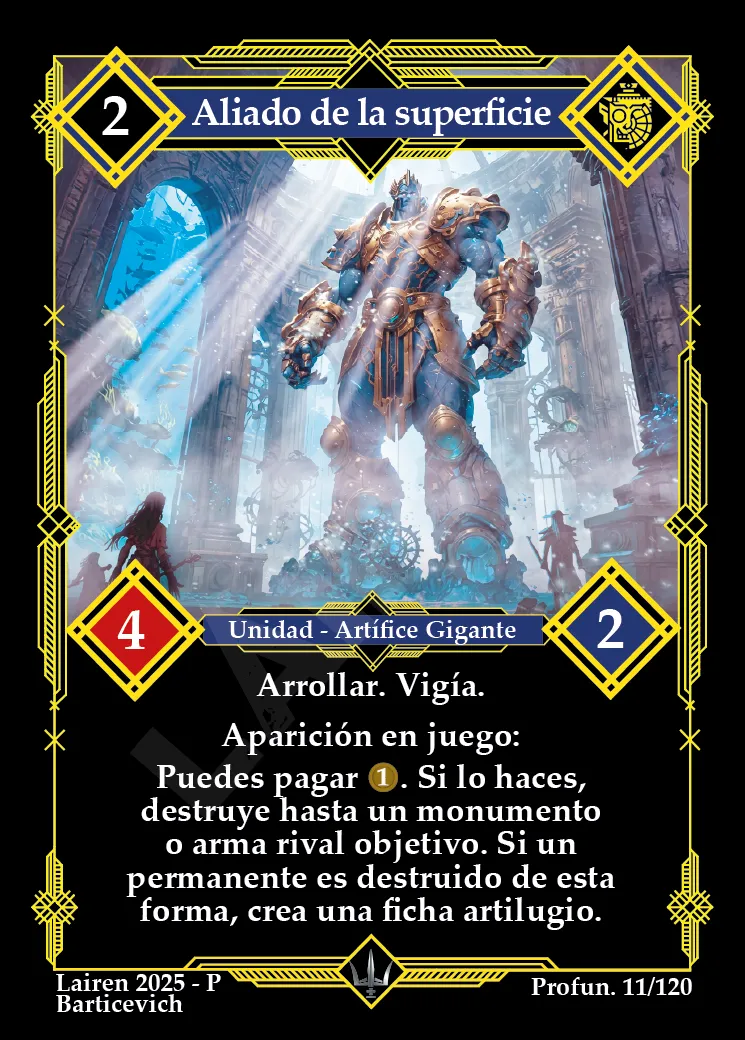 2
Aliado de la superficie
4
Unidad - Artífice Gigante
2
Arrollar. Vigía.
Aparición en juego:
Puedes pagar 1. Si lo haces,
destruye hasta un monumento
o arma rival objetivo. Si un
permanente es destruido de esta
forma, crea una ficha artilugio.
Lairen 2025 - P
Barticevich
Profun. 11/120